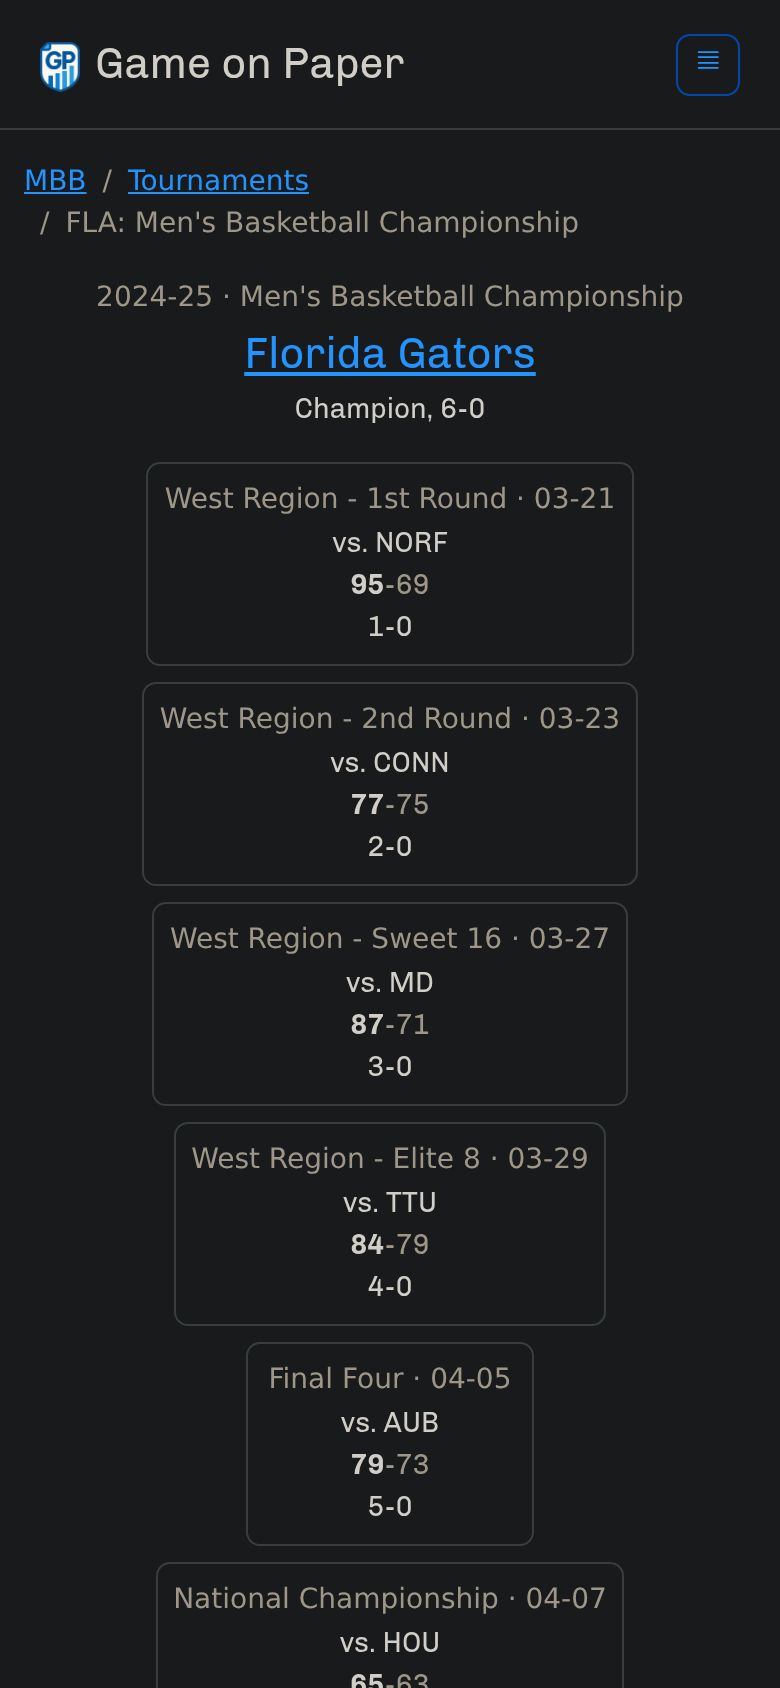 GP
Game on Paper
MBB / Tournaments
/ FLA: Men's Basketball Championship
2024-25 · Men's Basketball Championship
Florida Gators
Champion, 6-0
West Region - 1st Round · 03-21
vs. NORF
95-69
1-0
West Region - 2nd Round · 03-23
vs. CONN
77-75
2-0
West Region - Sweet 16 · 03-27
vs. MD
87-71
3-0
West Region - Elite 8 · 03-29
vs. TTU
84-79
4-0
Final Four · 04-05
vs. AUB
79-73
5-0
National Championship · 04-07
vs. HOU
65-63